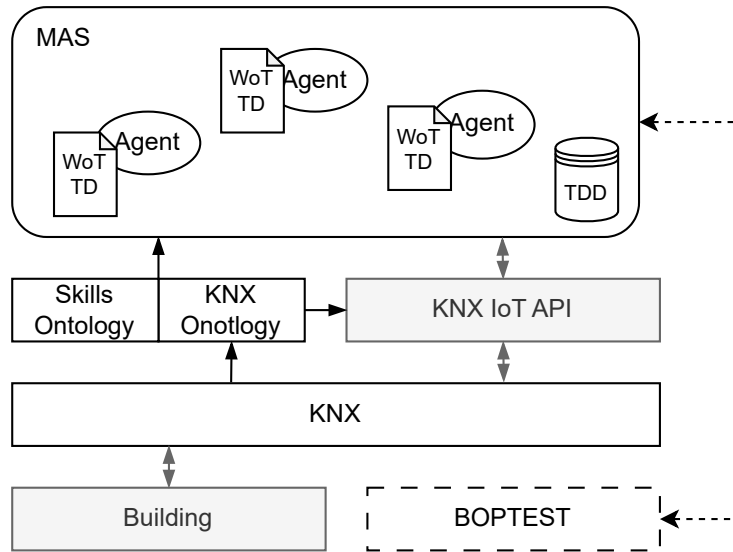 MAS
WoT
TD
Agent
WoT
TD
Agent
WoT
TD
Agent
TDD
Skills
Ontology
KNX
Onotlogy
KNX IoT API
KNX
Building
BOPTEST